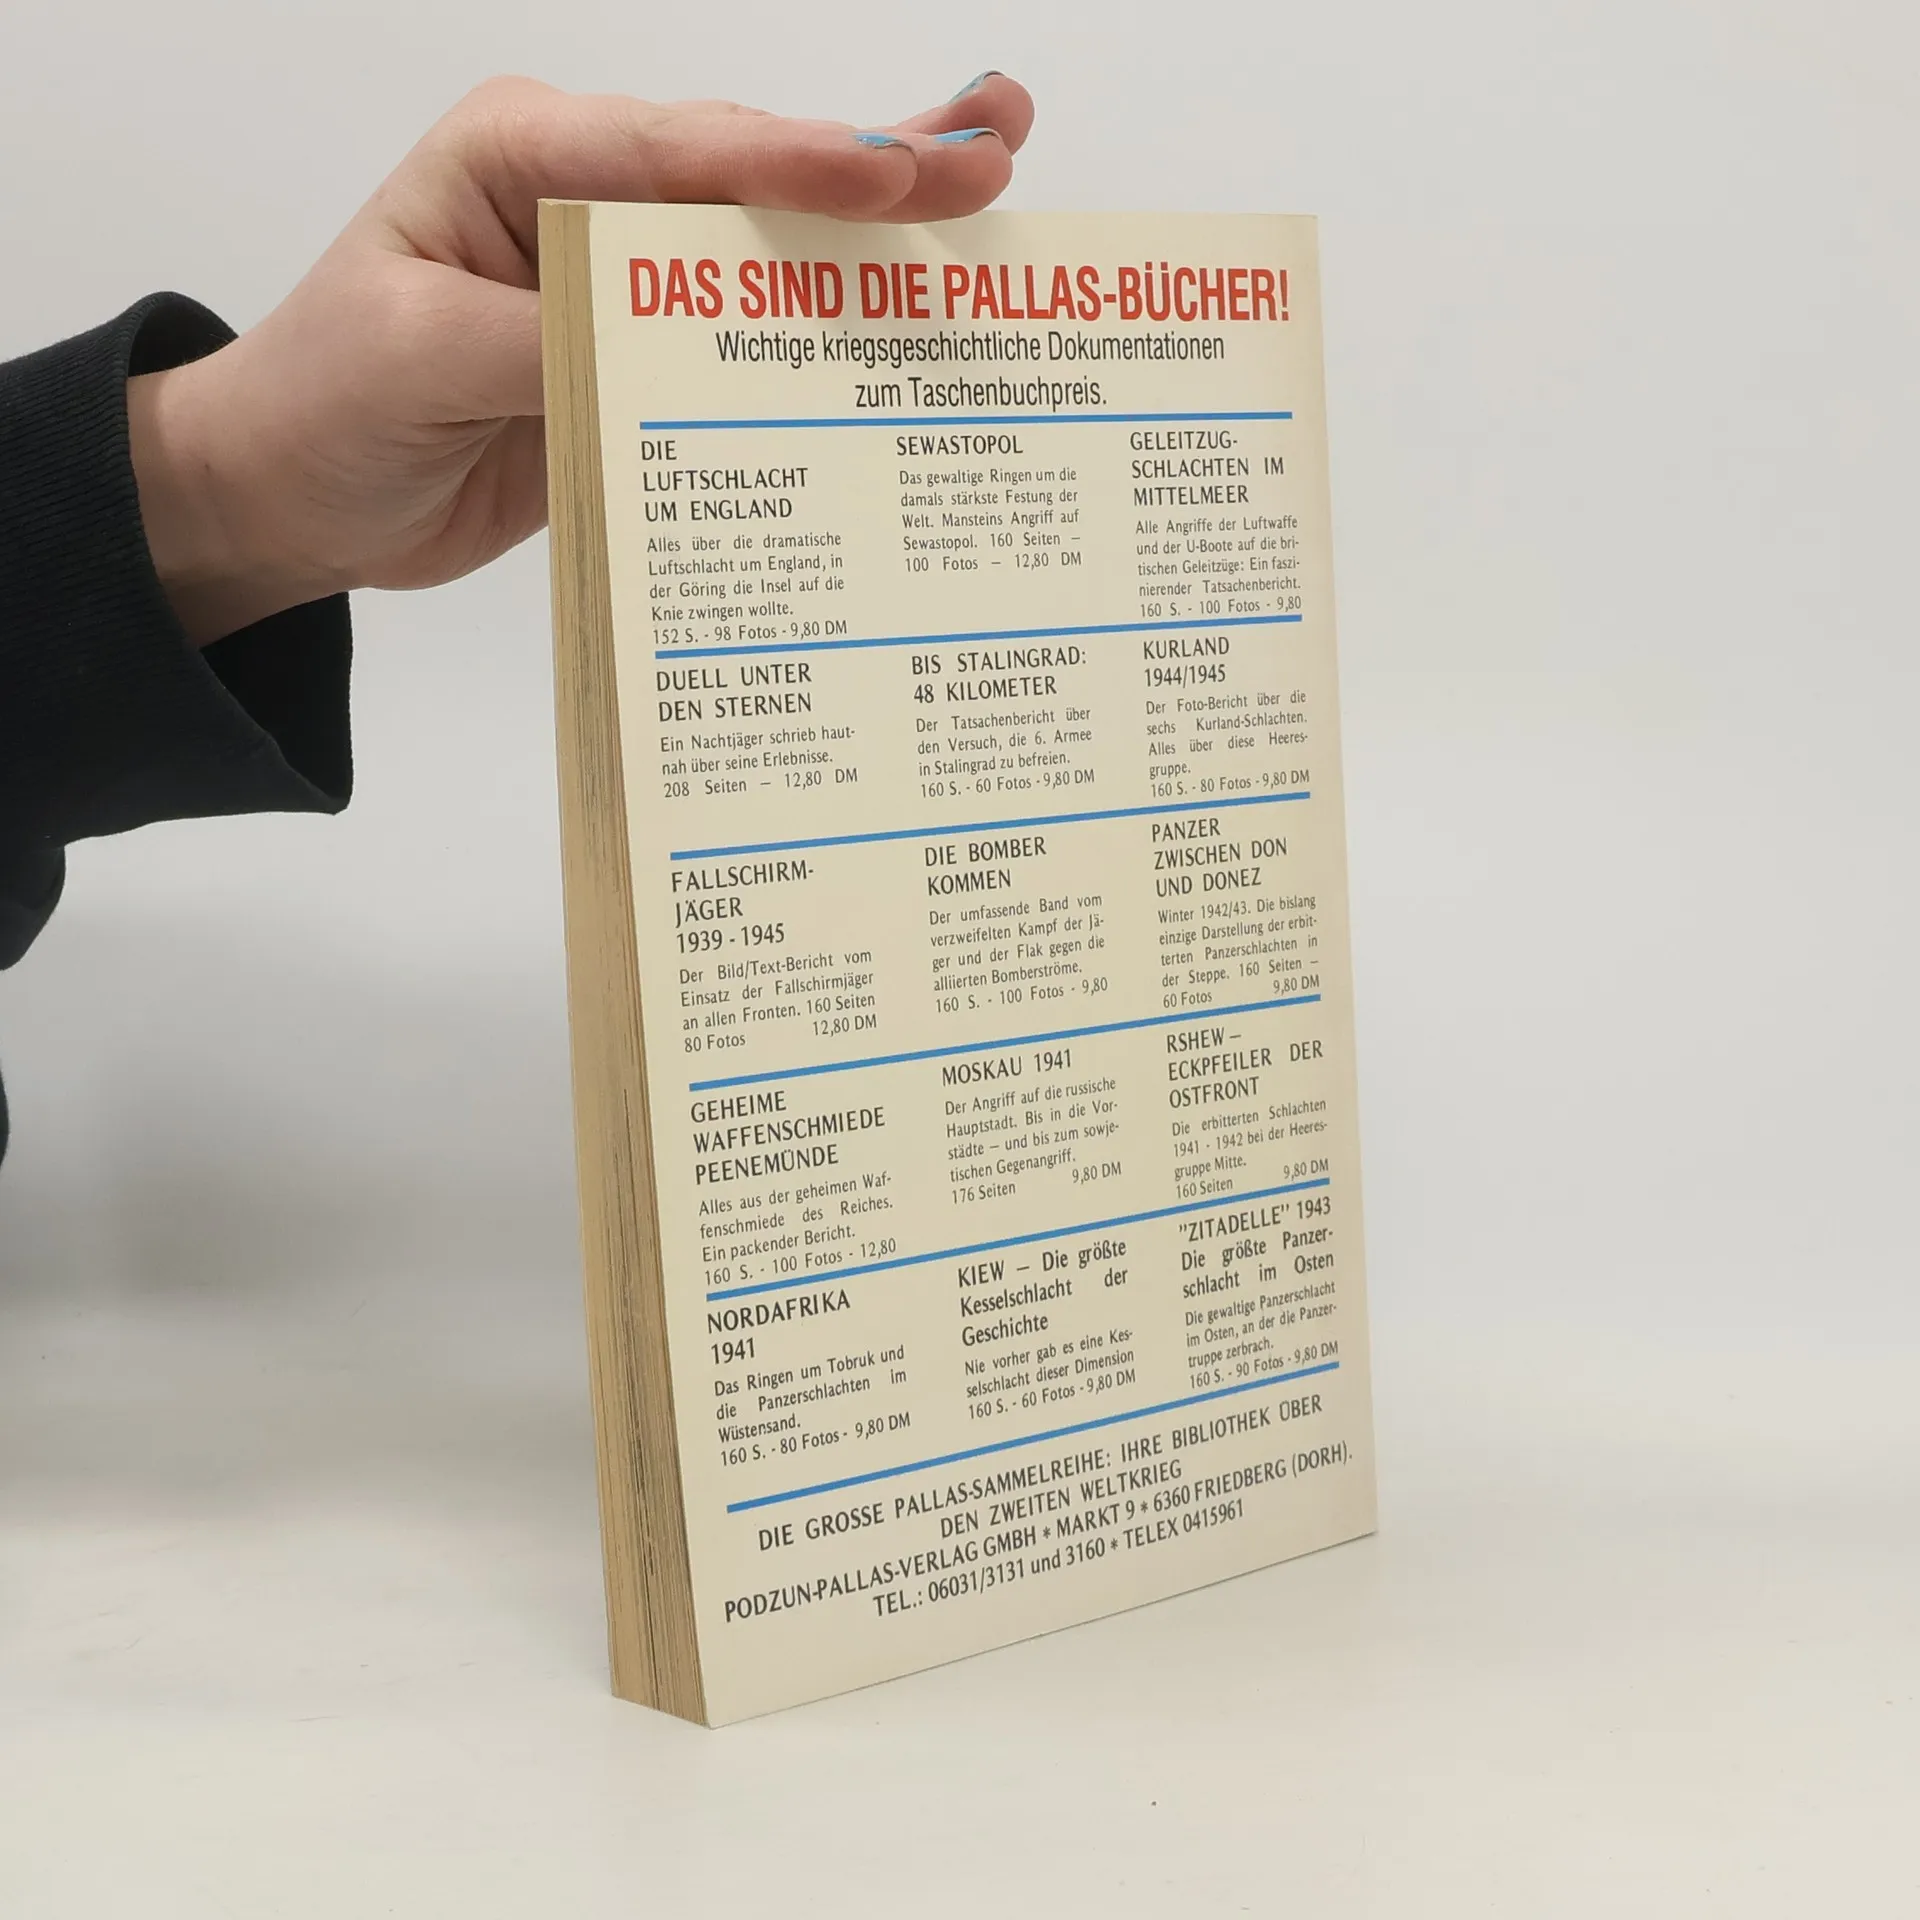 DAS SIND DIE PALLAS-BÜCHER!
Wichtige kriegsgeschichtliche Dokumentationen
zum Taschenbuchpreis.
DIE
LUFTSCHLACHT
UM ENGLAND
Alles über die dramatische
Luftschlacht um England, in
der Göring die Insel auf die
Knie zwingen wollte.
152 S. - 98 Fotos - 9,80 DM
SEWASTOPOL
Das gewaltige Ringen um die
damals stärkste Festung der
Welt. Mansteins Angriff auf
Sewastopol. 160 Seiten –
100 Fotos – 12,80 DM
GELEITZUG-
SCHLACHTEN IM
MITTELMEER
Alle Angriffe der Luftwaffe
und der U-Boote auf die bri-
tischen Geleitzüge: Ein faszi-
nierender Tatsachenbericht.
160 S. - 100 Fotos - 9,80
DUELL UNTER
DEN STERNEN
Ein Nachtjäger schrieb haut-
nah über seine Erlebnisse.
208 Seiten – 12,80 DM
BIS STALINGRAD:
48 KILOMETER
Der Tatsachenbericht über
den Versuch, die 6. Armee
in Stalingrad zu befreien.
160 S. - 60 Fotos - 9,80 DM
KURLAND
1944/1945
Der Foto-Bericht über die
sechs Kurland-Schlachten.
Alles über diese Heeres-
gruppe.
160 S. - 80 Fotos - 9,80 DM
FALLSCHIRM-
JÄGER
1939 - 1945
Der Bild/Text-Bericht vom
Einsatz der Fallschirmjäger
an allen Fronten. 160 Seiten
80 Fotos 12,80 DM
DIE BOMBER
KOMMEN
Der umfassende Band vom
verzweifelten Kampf der Jä-
ger und der Flak gegen die
alliierten Bomberströme.
160 S. - 100 Fotos - 9,80
PANZER
ZWISCHEN DON
UND DONEZ
Winter 1942/43. Die bislang
einzige Darstellung der erbit-
terten Panzerschlachten in
der Steppe. 160 Seiten –
60 Fotos 9,80 DM
GEHEIME
WAFFENSCHMIEDE
PEENEMÜNDE
Alles aus der geheimen Waf-
fenschmiede des Reiches.
Ein packender Bericht.
160 S. - 100 Fotos - 12,80
MOSKAU 1941
Der Angriff auf die russische
Hauptstadt. Bis in die Vor-
städte – und bis zum sowje-
tischen Gegenangriff.
176 Seiten 9,80 DM
RSHEW –
ECKPFEILER DER
OSTFRONT
Die erbitterten Schlachten
1941 - 1942 bei der Heeres-
gruppe Mitte.
160 Seiten 9,80 DM
NORDAFRIKA
1941
Das Ringen um Tobruk und
die Panzerschlachten im
Wüstensand.
160 S. - 80 Fotos - 9,80 DM
KIEW – Die größte
Kesselschlacht der
Geschichte
Nie vorher gab es eine Kes-
selschlacht dieser Dimension
160 S. - 60 Fotos - 9,80 DM
"ZITADELLE" 1943
Die größte Panzer-
schlacht im Osten
Die gewaltige Panzerschlacht
im Osten, an der die Panzer-
truppe zerbrach.
160 S. - 90 Fotos - 9,80 DM
DIE GROSSE PALLAS-SAMMELREIHE: IHRE BIBLIOTHEK ÜBER
DEN ZWEITEN WELTKRIEG
PODZUN-PALLAS-VERLAG GMBH * MARKT 9 * 6360 FRIEDBERG (DORH).
TEL.: 06031/3131 und 3160 * TELEX 0415961